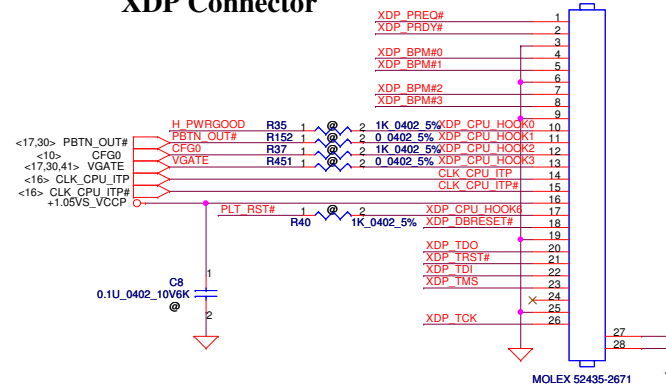 XDP Connector
XDP_PREQ# 1
XDP_PRDY# 2
3
XDP_BPM#0 4
XDP_BPM#1 5
6
XDP_BPM#2 7
XDP_BPM#3 8
9
H_PWRGOOD R35 1 @ 2 1K_0402_5% XDP_CPU_HOOK0 10
<17,30> PBTN_OUT# PBTN_OUT# R152 1 @ 2 0_0402_5% XDP_CPU_HOOK1 11
<10> CFG0 CFG0 R37 1 @ 2 1K_0402_5% XDP_CPU_HOOK2 12
<17,30,41> VGATE VGATE R451 1 @ 2 0_0402_5% XDP_CPU_HOOK3 13
<16> CLK_CPU_ITP CLK_CPU_ITP 14
<16> CLK_CPU_ITP# CLK_CPU_ITP# 15
+1.05VS_VCCP 16
PLT_RST# R40 1 @ 2 1K_0402_5% XDP_CPU_HOOK6 17
XDP_DBRESET# 18
19
XDP_TDO 20
XDP_TRST# 21
XDP_TDI 22
XDP_TMS 23
24
25
XDP_TCK 26
1
C8
0.1U_0402_10V6K
@
2
27
28
MOLEX 52435-2671